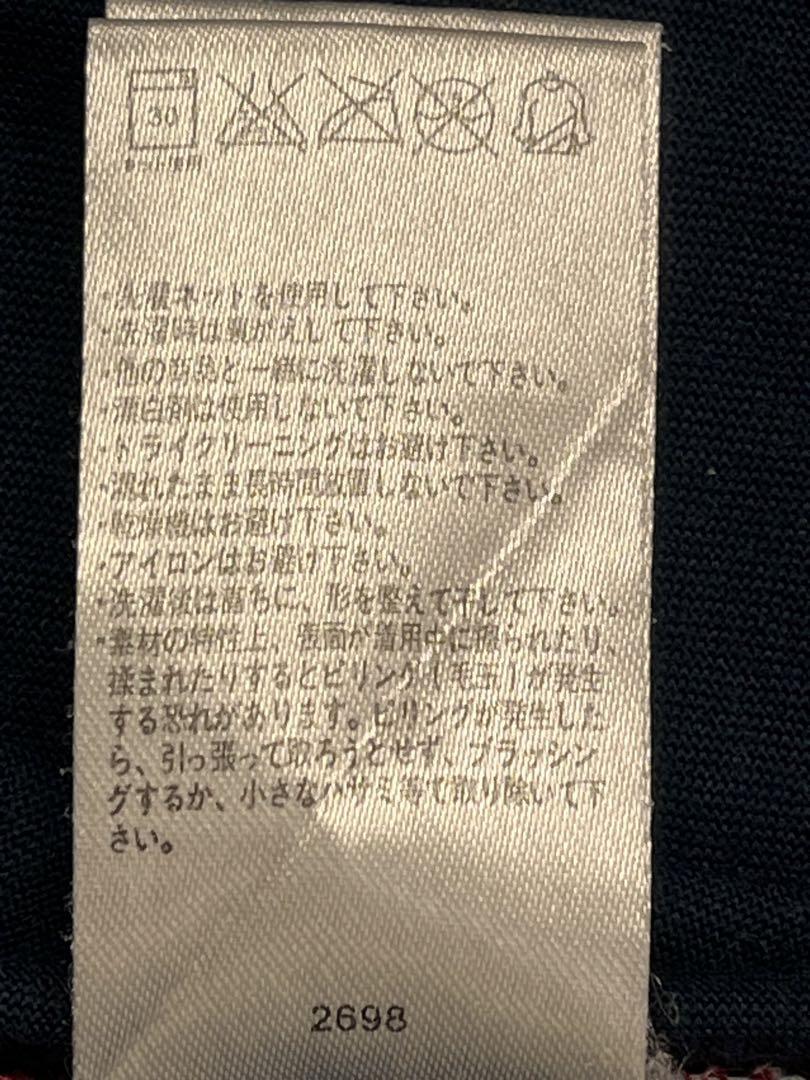 30
ネット使用
・洗濯ネットを使用して下さい。
・洗濯時は裏がえして下さい。
・他の製品と一緒に洗濯しないで下さい。
・漂白剤は使用しないで下さい。
・ドライクリーニングはお避け下さい。
・濡れたまま長時間放置しないで下さい。
・乾燥機はお避け下さい。
・アイロンはお避け下さい。
・洗濯後は直ちに、形を整えて干して下さい。
・素材の特性上、表面が着用中に擦られたり、
揉まれたりするとピリング(毛玉)が発生
する恐れがあります。ピリングが発生した
ら、引っ張って取ろうとせず、ブラッシン
グするか、小さなハサミ等で取り除いて下
さい。
2698